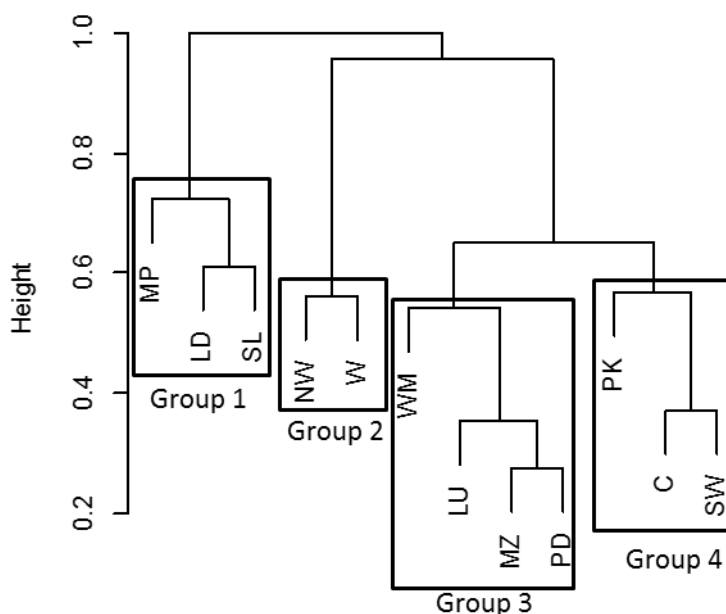 Height
1.0
0.8
0.6
0.4
0.2
MP
LD
SL
Group 1
NW
W
Group 2
WM
LU
MZ
PD
Group 3
PK
C
SW
Group 4